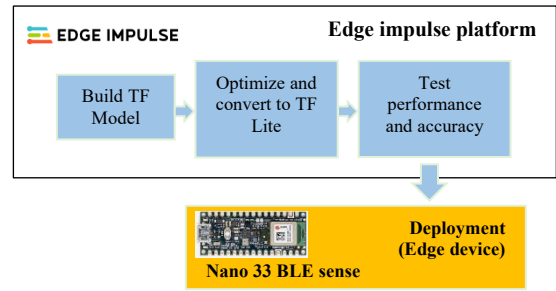 EDGE IMPULSE
Edge impulse platform
Build TF
Model
Optimize and
convert to TF
Lite
Test
performance
and accuracy
Deployment
(Edge device)
Nano 33 BLE sense